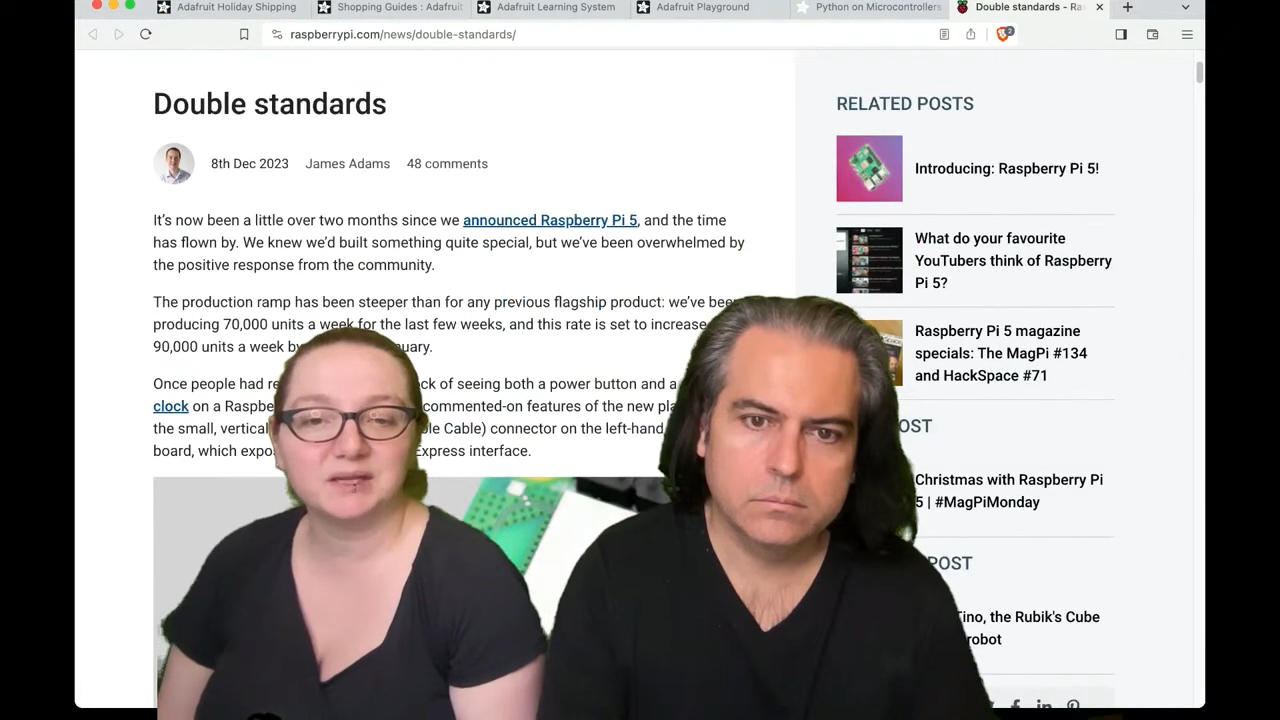 Adafruit Holiday Shipping
Shopping Guides : Adafruit
Adafruit Learning System
Adafruit Playground
Python on Microcontrollers
Double standards - Ras
raspberrypi.com/news/double-standards/
2
Double standards
8th Dec 2023 James Adams 48 comments
It's now been a little over two months since we announced Raspberry Pi 5, and the time
has flown by. We knew we'd built something quite special, but we've been overwhelmed by
the positive response from the community.
The production ramp has been steeper than for any previous flagship product: we've been
producing 70,000 units a week for the last few weeks, and this rate is set to increase
90,000 units a week by
Once people had ck of seeing both a power button and a
clock on a commented-on features of the new
the small, vertical Cable) connector on the left-hand
board, which interface.
RELATED POSTS
Introducing: Raspberry Pi 5!
What do your favourite
YouTubers think of Raspberry
Pi 5?
Raspberry Pi 5 magazine
specials: The MagPi #134
and HackSpace #71
OST
Christmas with Raspberry Pi
5 | #MagPiMonday
POST
Tino, the Rubik's Cube
robot